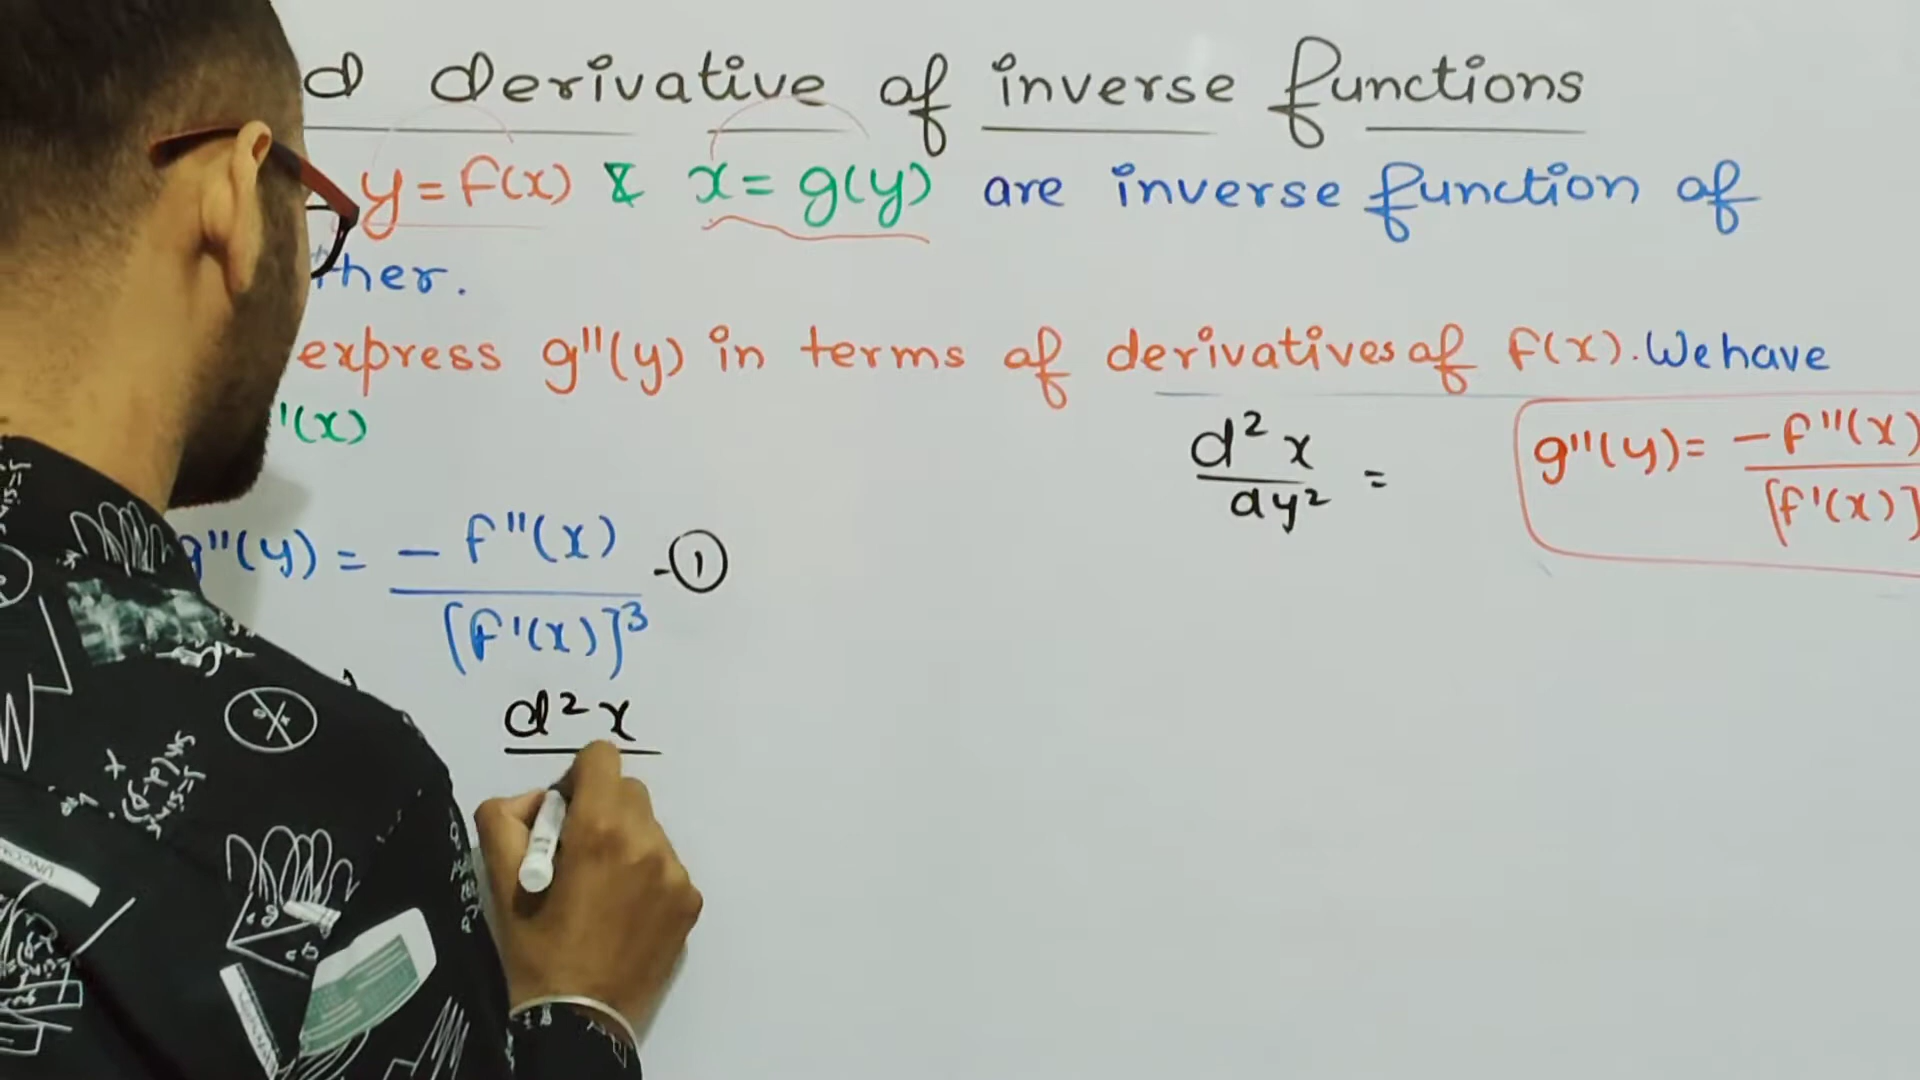 d derivative of inverse functions
y = f(x) & x = g(y) are inverse function of
ther.
express g''(y) in terms of derivatives of f(x). We have
'(x)
d²x / dy² =
g''(y) = -f''(x) / [f'(x)]
g''(y) = -f''(x) / [f'(x)]³ -①
d²x